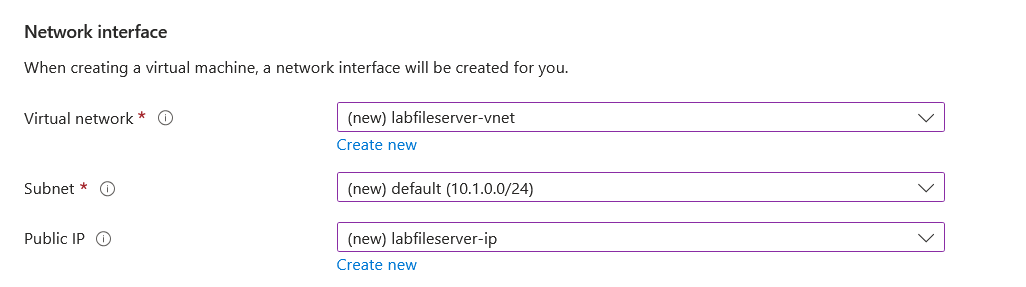 Network interface
When creating a virtual machine, a network interface will be created for you.
Virtual network * (new) labfileserver-vnet
Create new
Subnet * (new) default (10.1.0.0/24)
Public IP (new) labfileserver-ip
Create new